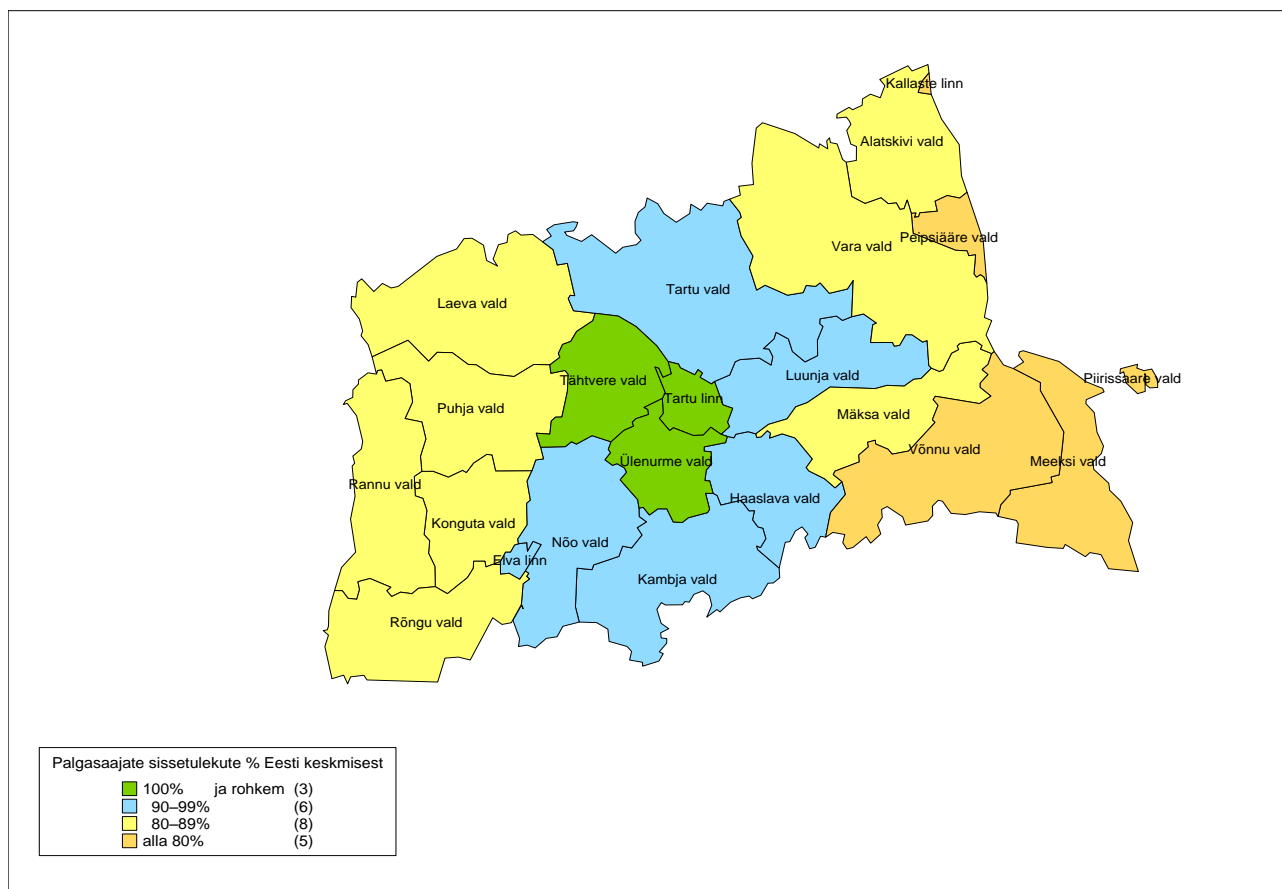 Kallaste linn
Alatskivi vald
Peipsiääre vald
Vara vald
Tartu vald
Laeva vald
Luunja vald
Piirissaare vald
Tähtvere vald
Tartu linn
Puhja vald
Mäksa vald
Võnnu vald
Ülenurme vald
Meeksi vald
Rannu vald
Haaslava vald
Konguta vald
Nõo vald
Elva linn
Kambja vald
Rõngu vald
Palgasaajate sissetulekute % Eesti keskmisest
100% ja rohkem (3)
90–99% (6)
80–89% (8)
alla 80% (5)